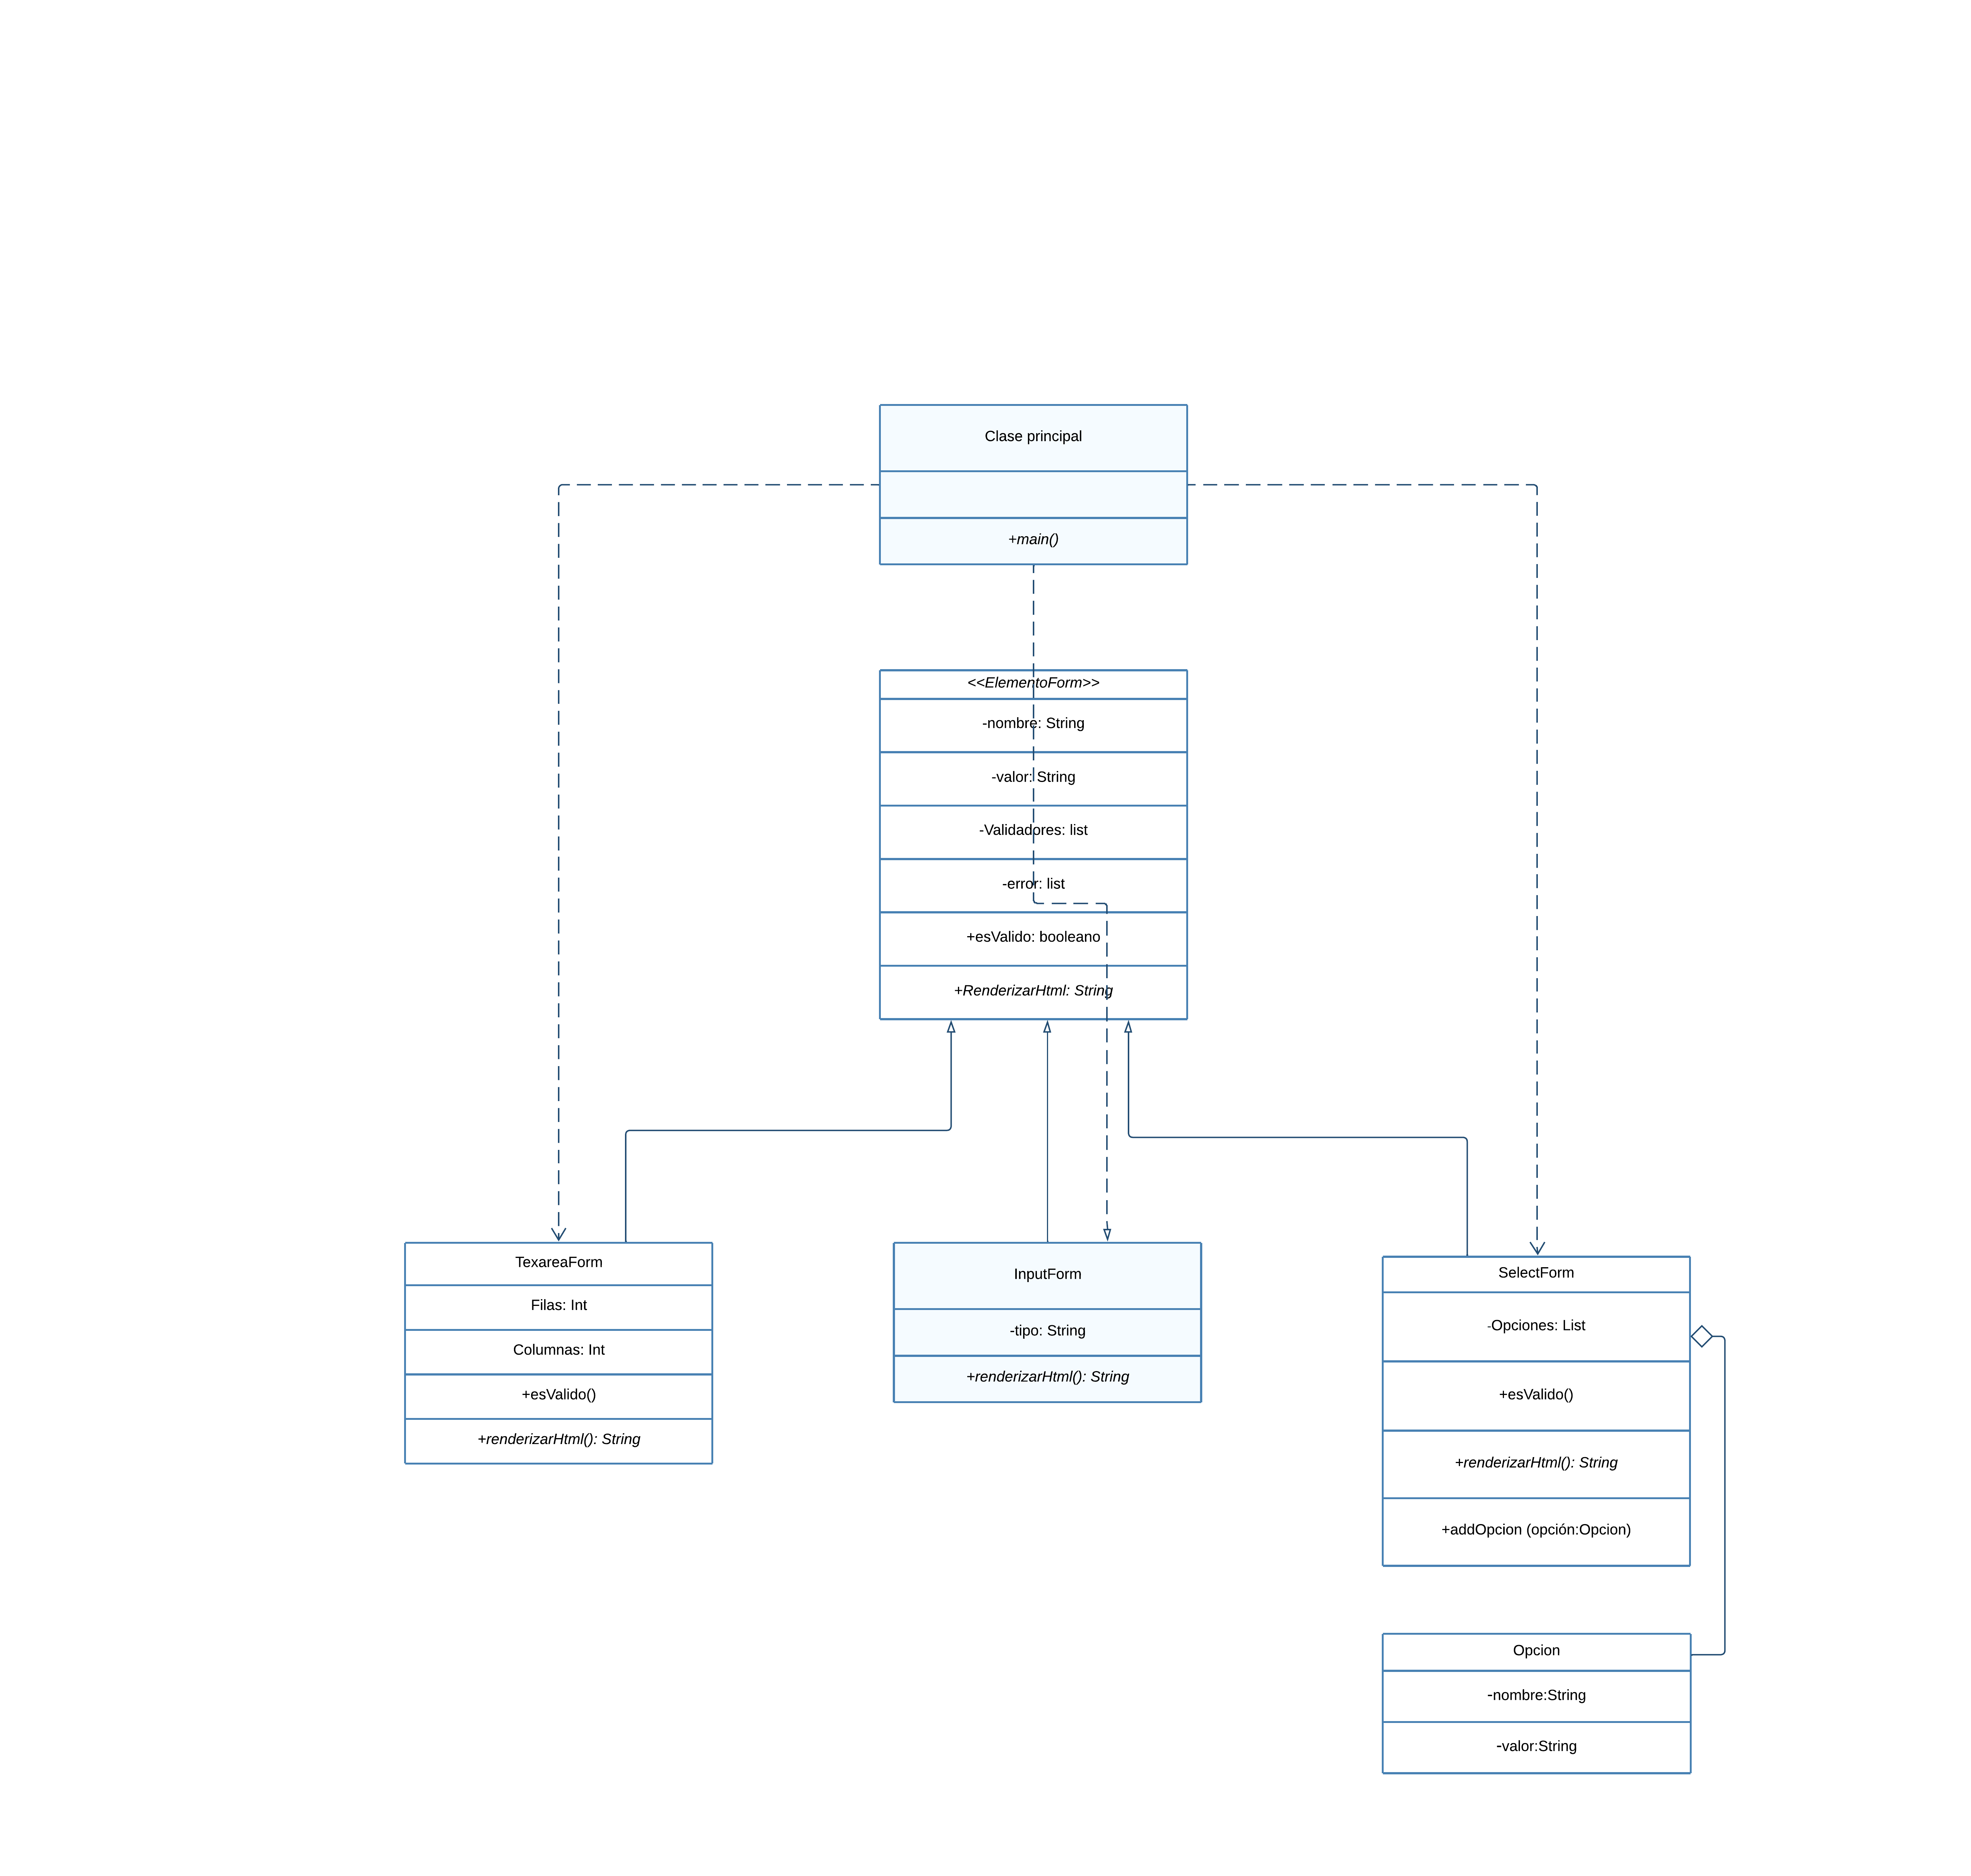 Clase principal
+main()
<<ElementoForm>>
-nombre: String
-valor: String
-Validadores: list
-error: list
+esValido: booleano
+RenderizarHtml: String
TexareaForm
Filas: Int
Columnas: Int
+esValido()
+renderizarHtml(): String
InputForm
-tipo: String
+renderizarHtml(): String
SelectForm
-Opciones: List
+esValido()
+renderizarHtml(): String
+addOpcion (opción:Opcion)
Opcion
-nombre:String
-valor:String